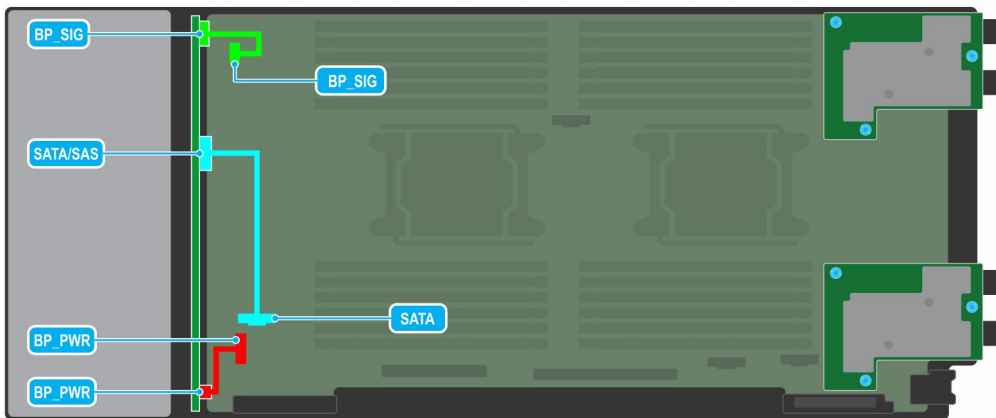 BP_SIG
BP_SIG
SATA/SAS
SATA
BP_PWR
BP_PWR